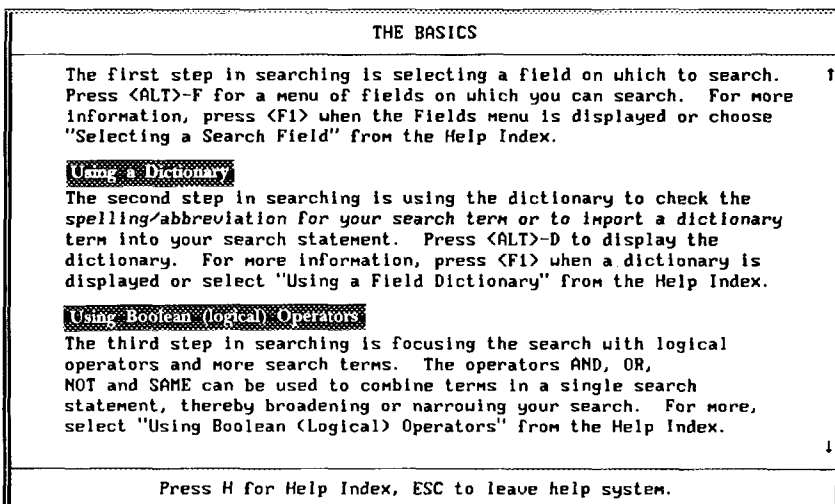 THE BASICS
The first step in searching is selecting a field on which to search.
Press <ALT>-F for a menu of fields on which you can search. For more
information, press <F1> when the Fields menu is displayed or choose
"Selecting a Search Field" from the Help Index.
Using a Dictionary
The second step in searching is using the dictionary to check the
spelling/abbreviation for your search term or to import a dictionary
term into your search statement. Press <ALT>-D to display the
dictionary. For more information, press <F1> when a dictionary is
displayed or select "Using a Field Dictionary" from the Help Index.
Using Boolean (logical) Operators
The third step in searching is focusing the search with logical
operators and more search terms. The operators AND, OR,
NOT and SAME can be used to combine terms in a single search
statement, thereby broadening or narrowing your search. For more,
select "Using Boolean (Logical) Operators" from the Help Index.
Press H for Help Index, ESC to leave help system.